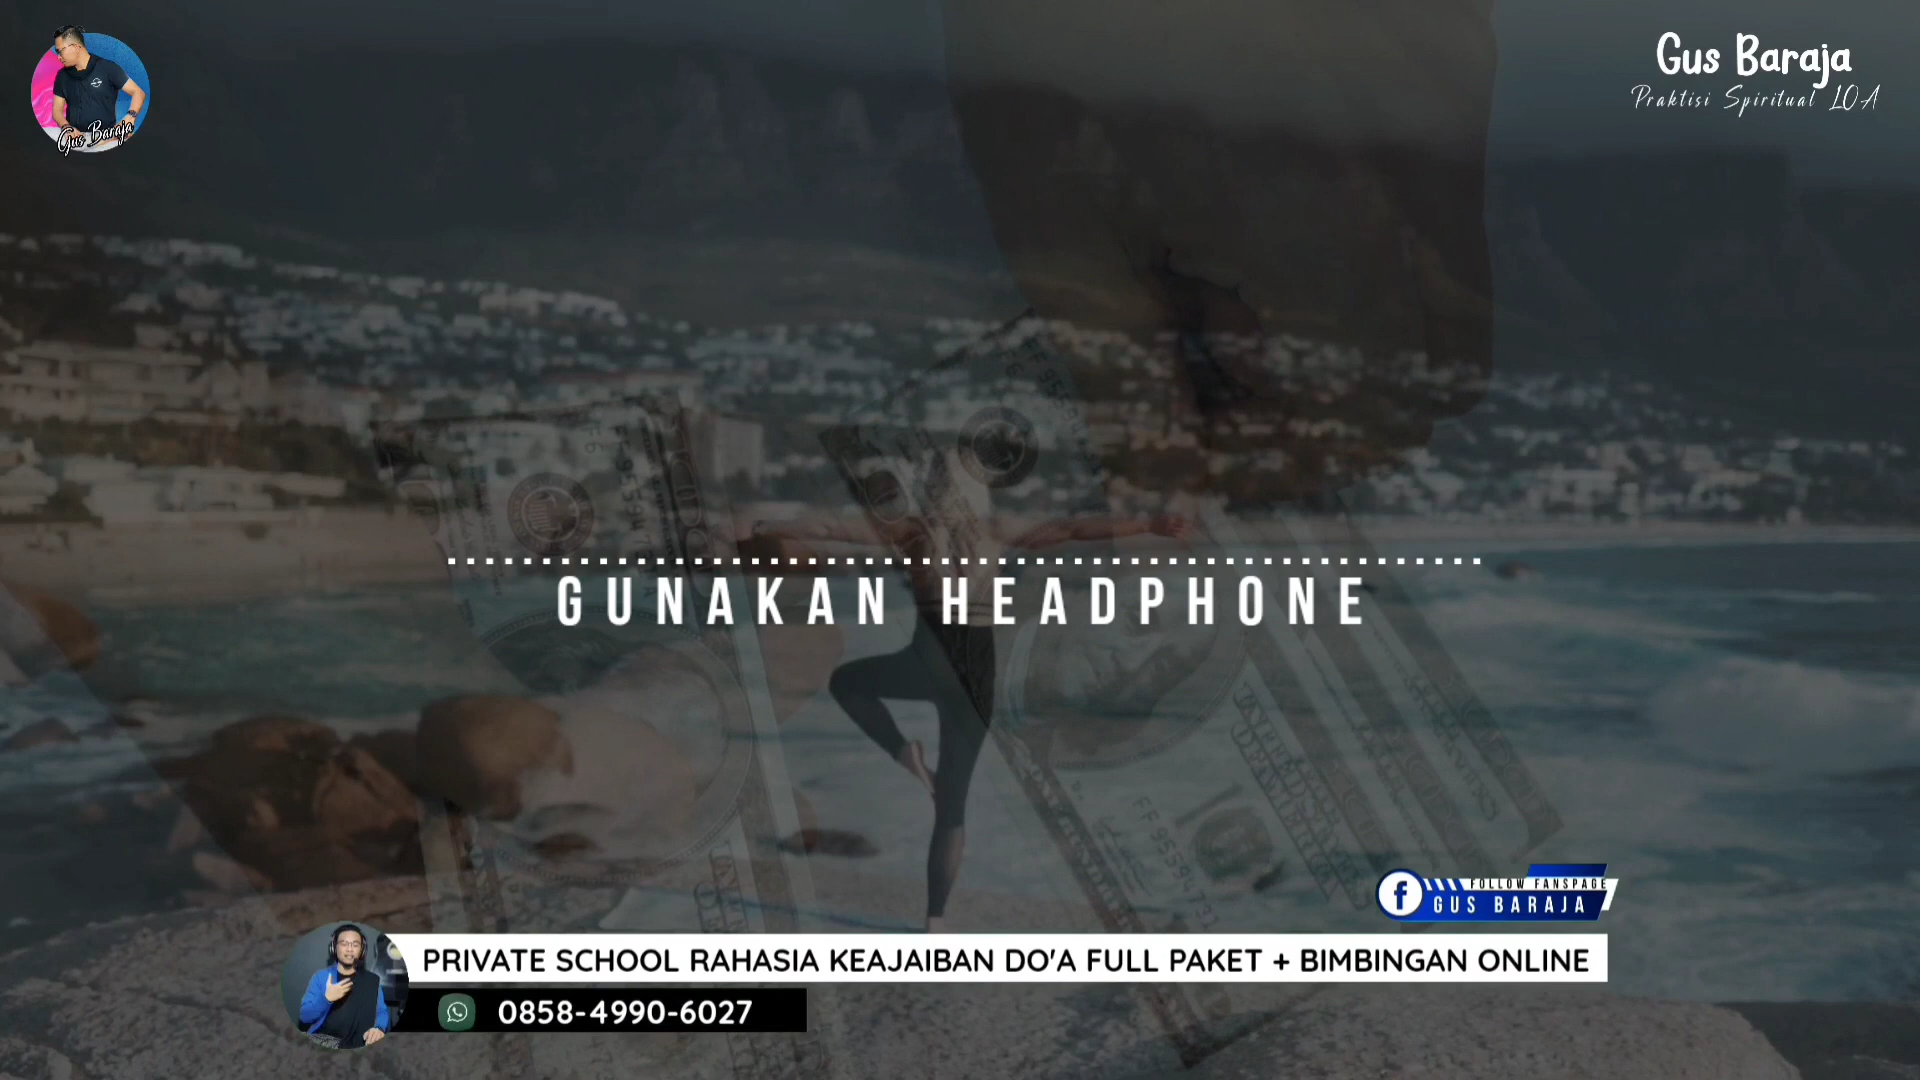 Gus Baraja
Gus Baraja
Praktisi Spiritual LOA
GUNAKAN HEADPHONE
FOLLOW FANSPAGE
GUS BARAJA
PRIVATE SCHOOL RAHASIA KEAJAIBAN DO'A FULL PAKET + BIMBINGAN ONLINE
0858-4990-6027